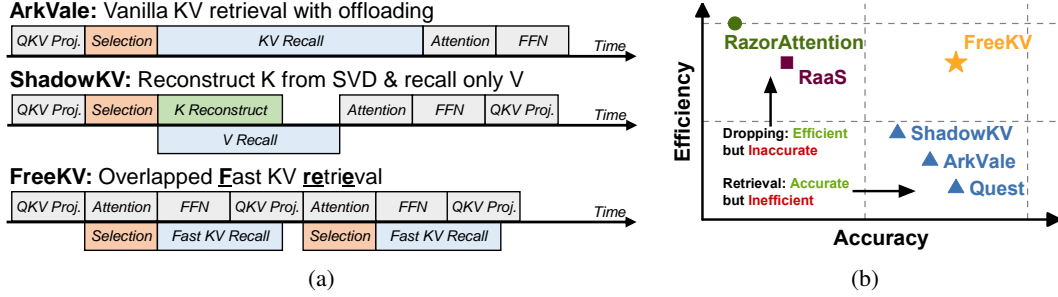 ArkVale: Vanilla KV retrieval with offloading
QKV Proj. Selection KV Recall Attention FFN Time
ShadowKV: Reconstruct K from SVD & recall only V
QKV Proj. Selection K Reconstruct Attention FFN QKV Proj. Time
V Recall
FreeKV: Overlapped Fast KV retrieval
QKV Proj. Attention FFN QKV Proj. Attention FFN QKV Proj. Time
Selection Fast KV Recall Selection Fast KV Recall
(a)
Efficiency
RazorAttention
FreeKV
RaaS
Dropping: Efficient
but Inaccurate
ShadowKV
ArkVale
Retrieval: Accurate
but Inefficient
Quest
Accuracy
(b)